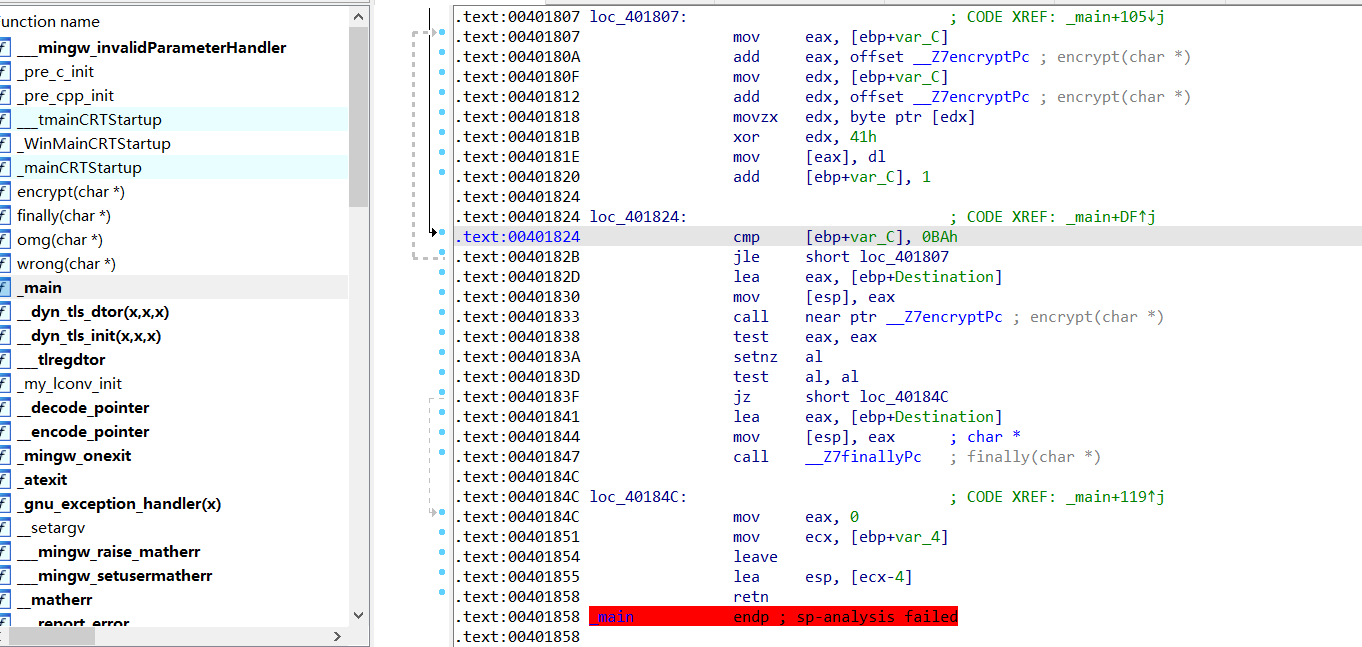 unction name
___mingw_invalidParameterHandler
_pre_c_init
_pre_cpp_init
___tmainCRTStartup
_WinMainCRTStartup
_mainCRTStartup
encrypt(char *)
finally(char *)
omg(char *)
wrong(char *)
_main
__dyn_tls_dtor(x,x,x)
__dyn_tls_init(x,x,x)
___tlregdtor
_my_lconv_init
__decode_pointer
__encode_pointer
_mingw_onexit
_atexit
_gnu_exception_handler(x)
__setargv
___mingw_raise_matherr
___mingw_setusermatherr
__matherr
__report_error
.text:00401807 loc_401807: ; CODE XREF: _main+105↓j
.text:00401807 mov eax, [ebp+var_C]
.text:0040180A add eax, offset __Z7encryptPc ; encrypt(char *)
.text:0040180F mov edx, [ebp+var_C]
.text:00401812 add edx, offset __Z7encryptPc ; encrypt(char *)
.text:00401818 movzx edx, byte ptr [edx]
.text:0040181B xor edx, 41h
.text:0040181E mov [eax], dl
.text:00401820 add [ebp+var_C], 1
.text:00401824
.text:00401824 loc_401824: ; CODE XREF: _main+DF↑j
.text:00401824 cmp [ebp+var_C], 0BAh
.text:0040182B jle short loc_401807
.text:0040182D lea eax, [ebp+Destination]
.text:00401830 mov [esp], eax
.text:00401833 call near ptr __Z7encryptPc ; encrypt(char *)
.text:00401838 test eax, eax
.text:0040183A setnz al
.text:0040183D test al, al
.text:0040183F jz short loc_40184C
.text:00401841 lea eax, [ebp+Destination]
.text:00401844 mov [esp], eax ; char *
.text:00401847 call __Z7finallyPc ; finally(char *)
.text:0040184C
.text:0040184C loc_40184C: ; CODE XREF: _main+119↑j
.text:0040184C mov eax, 0
.text:00401851 mov ecx, [ebp+var_4]
.text:00401854 leave
.text:00401855 lea esp, [ecx-4]
.text:00401858 retn
.text:00401858 _main endp ; sp-analysis failed
.text:00401858